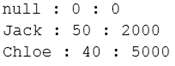 null : 0 : 0
Jack : 50 : 2000
Chloe : 40 : 5000